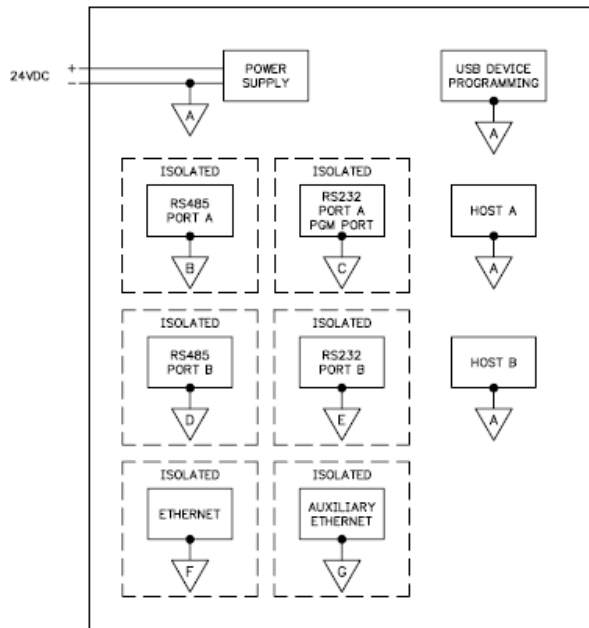 24VDC
+
-
POWER
SUPPLY
A
USB DEVICE
PROGRAMMING
A
ISOLATED
RS485
PORT A
B
ISOLATED
RS232
PORT A
PGM PORT
C
HOST A
A
ISOLATED
RS485
PORT B
D
ISOLATED
RS232
PORT B
E
HOST B
A
ISOLATED
ETHERNET
F
ISOLATED
AUXILIARY
ETHERNET
G